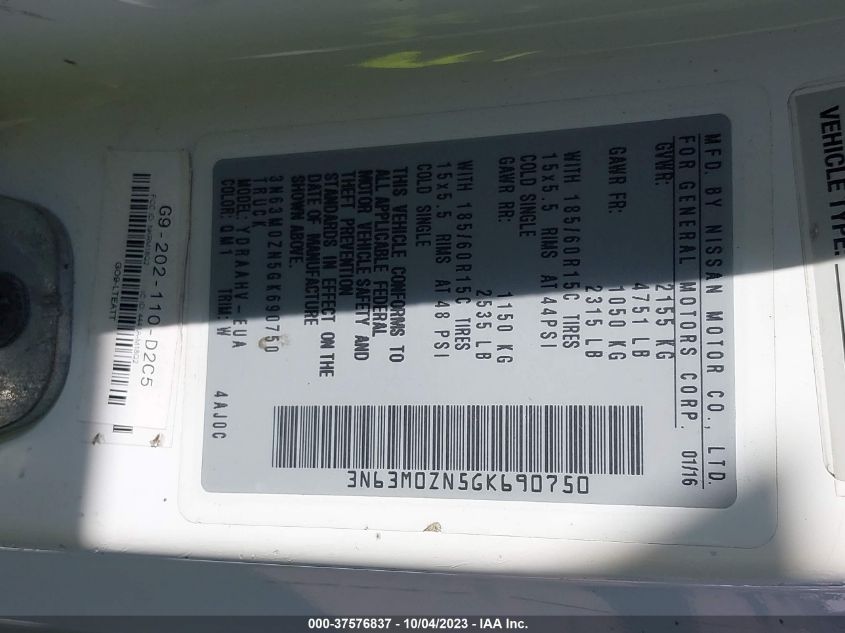 MFD. BY NISSAN MOTOR CO., LTD.
FOR GENERAL MOTORS CORP. 01/16
GVWR: 2155 KG
4751 LB
GAWR FR: 1050 KG
2315 LB
WITH 185/60R15C TIRES
15x5.5 RIMS AT 44PSI
COLD SINGLE
GAWR RR: 1150 KG
2535 LB
WITH 185/60R15C TIRES
15x5.5 RIMS AT 48 PSI
COLD SINGLE
THIS VEHICLE CONFORMS TO
ALL APPLICABLE FEDERAL
MOTOR VEHICLE SAFETY AND
THEFT PREVENTION
STANDARDS IN EFFECT ON THE
DATE OF MANUFACTURE
SHOWN ABOVE.
3N63M0ZN5GK690750
TRUCK
MODEL: YDRAAHV-EUA
COLOR: QM1 TRIM: W 4AJOC
3N63M0ZN5GK690750
G9-202-110-D2C5
VEHICLE TYPE:
000-37576837 - 10/04/2023 - IAA Inc.